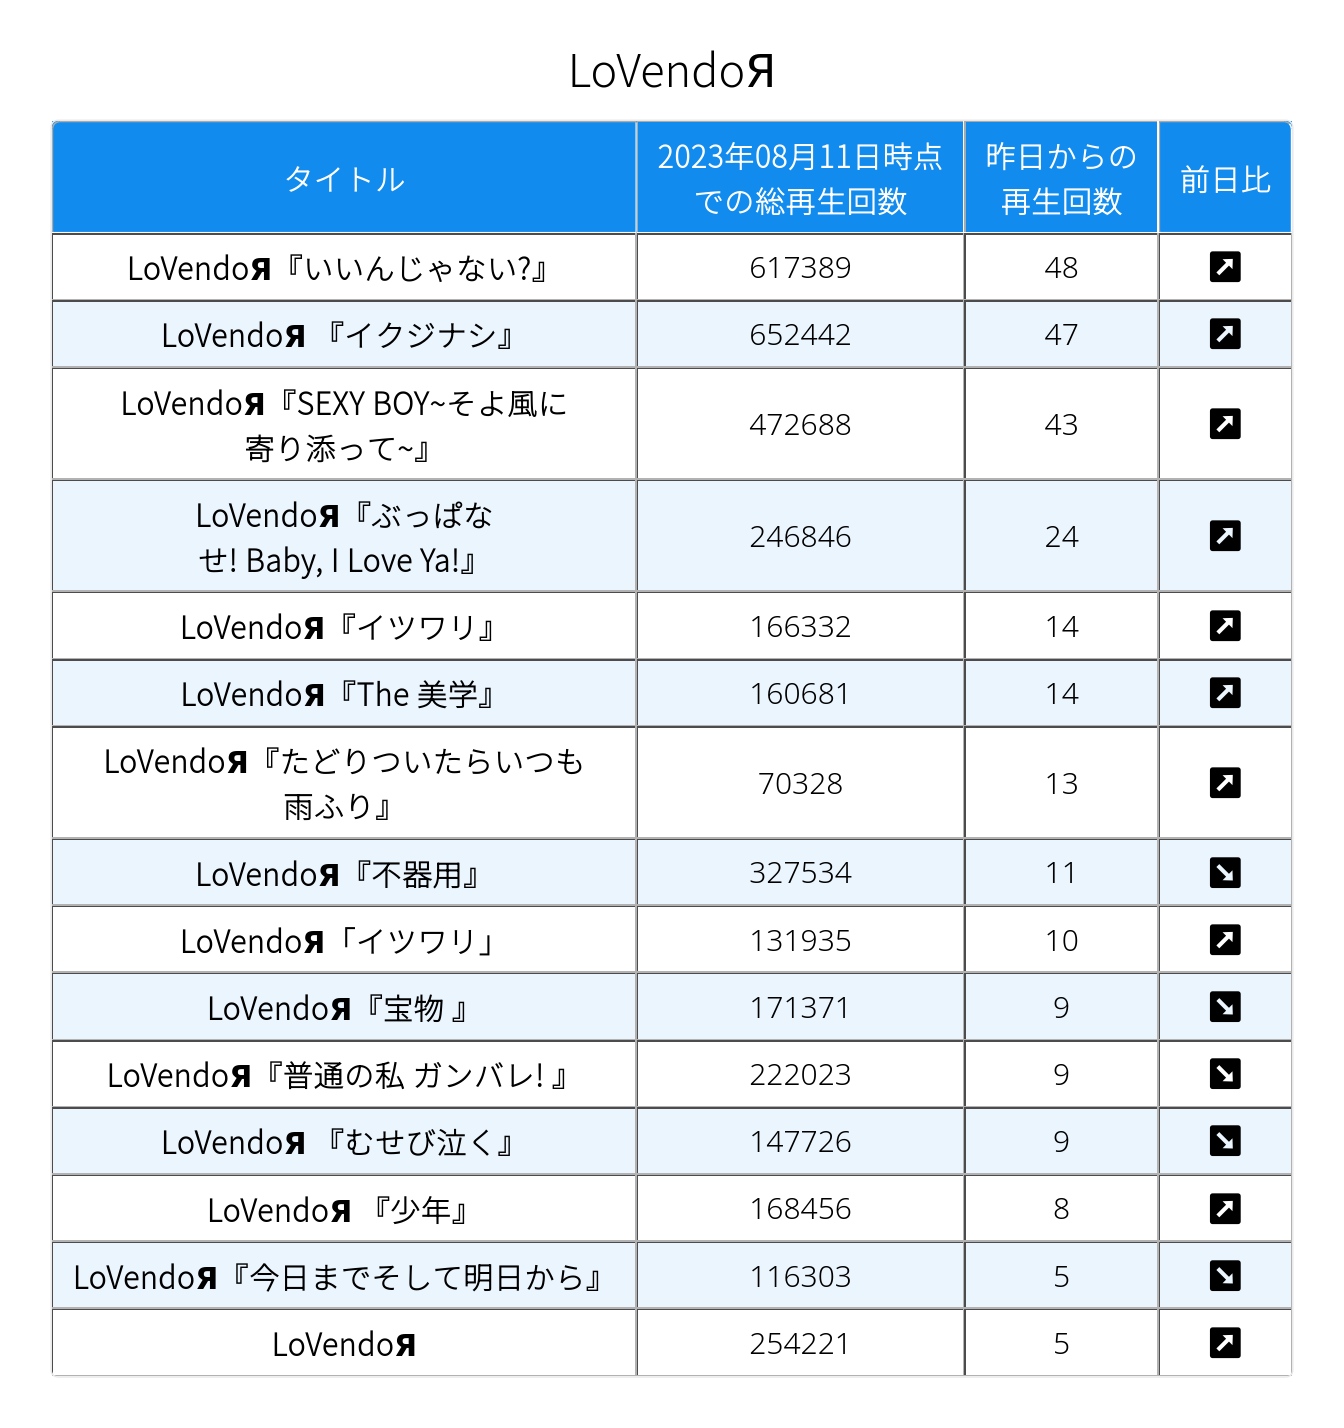 LoVendoЯ
タイトル
2023年08月11日時点
での総再生回数
昨日からの
再生回数
前日比
LoVendoЯ『いいんじゃない?』
617389
48
LoVendoЯ 『イクジナシ』
652442
47
LoVendoЯ『SEXY BOY~そよ風に
寄り添って~』
472688
43
LoVendoЯ『ぶっぱな
せ! Baby, I Love Ya!』
246846
24
LoVendoЯ『イツワリ』
166332
14
LoVendoЯ『The 美学』
160681
14
LoVendoЯ『たどりついたらいつも
雨ふり』
70328
13
LoVendoЯ『不器用』
327534
11
LoVendoЯ「イツワリ」
131935
10
LoVendoЯ『宝物 』
171371
9
LoVendoЯ『普通の私 ガンバレ! 』
222023
9
LoVendoЯ 『むせび泣く』
147726
9
LoVendoЯ 『少年』
168456
8
LoVendoЯ『今日までそして明日から』
116303
5
LoVendoЯ
254221
5